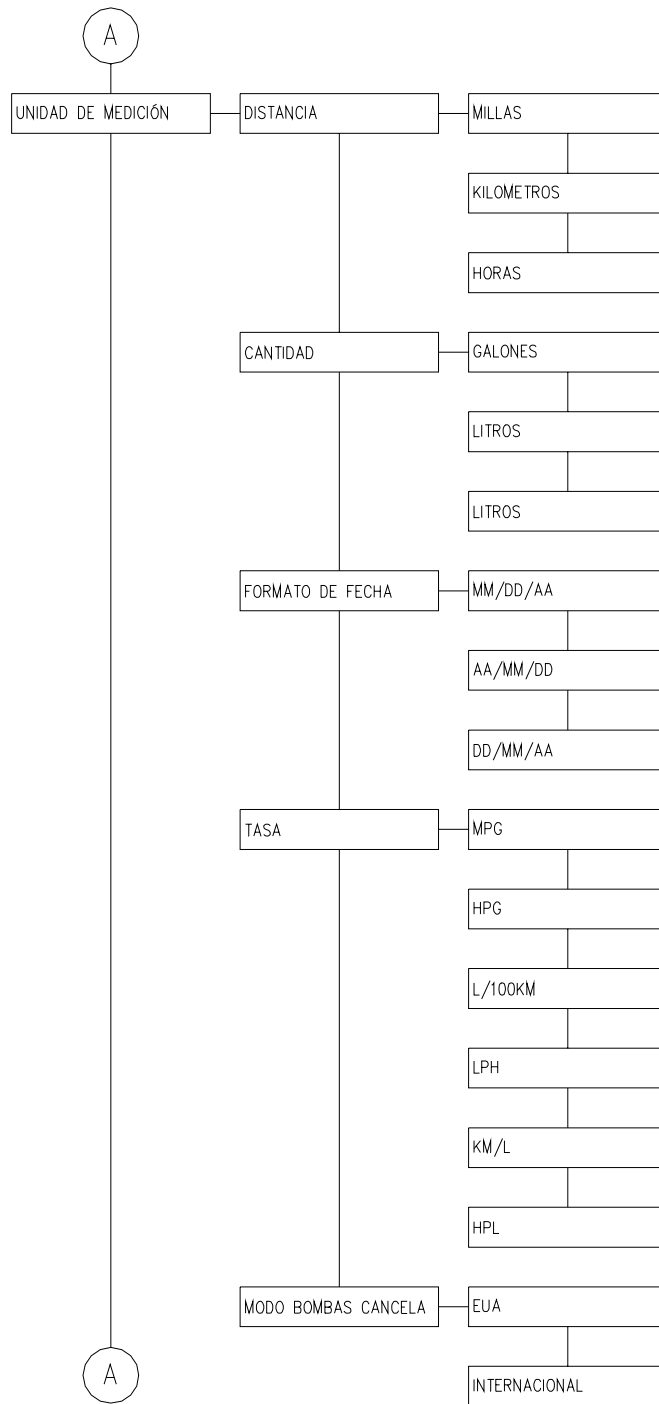 A
UNIDAD DE MEDICIÓN
DISTANCIA
MILLAS
KILOMETROS
HORAS
CANTIDAD
GALONES
LITROS
LITROS
FORMATO DE FECHA
MM/DD/AA
AA/MM/DD
DD/MM/AA
TASA
MPG
HPG
L/100KM
LPH
KM/L
HPL
MODO BOMBAS CANCELA
EUA
INTERNACIONAL
A